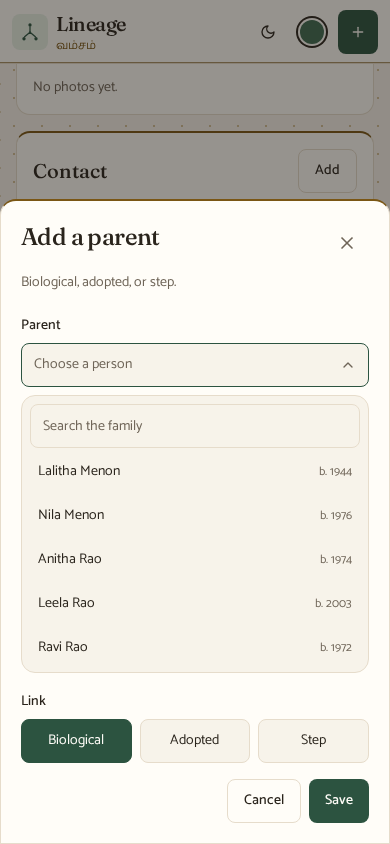 Lineage
வம்சம்
No photos yet.
Contact
Add
Add a parent
Biological, adopted, or step.
Parent
Choose a person
Search the family
Lalitha Menon b. 1944
Nila Menon b. 1976
Anitha Rao b. 1974
Leela Rao b. 2003
Ravi Rao b. 1972
Link
Biological Adopted Step
Cancel Save